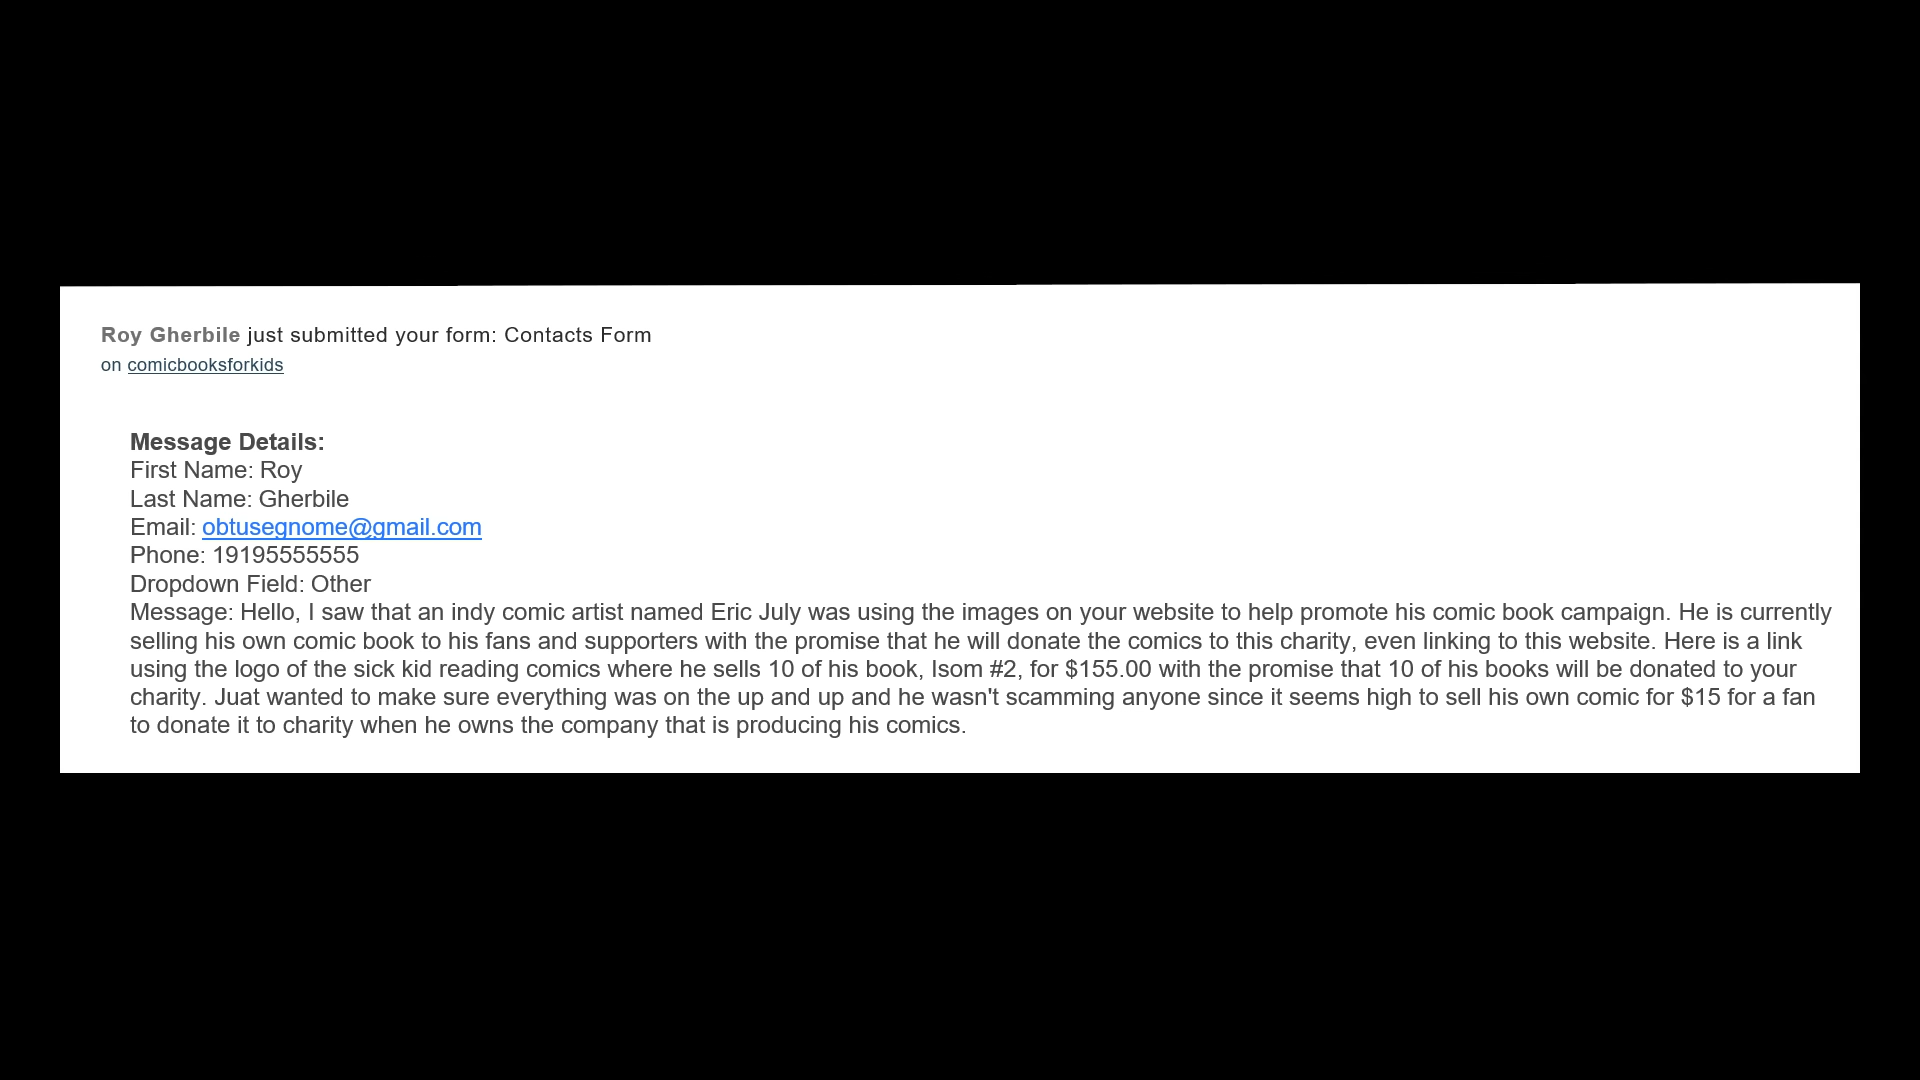 Roy Gherbile just submitted your form: Contacts Form
on comicbooksforkids
Message Details:
First Name: Roy
Last Name: Gherbile
Email: obtusegnome@gmail.com
Phone: 19195555555
Dropdown Field: Other
Message: Hello, I saw that an indy comic artist named Eric July was using the images on your website to help promote his comic book campaign. He is currently
selling his own comic book to his fans and supporters with the promise that he will donate the comics to this charity, even linking to this website. Here is a link
using the logo of the sick kid reading comics where he sells 10 of his book, Isom #2, for $155.00 with the promise that 10 of his books will be donated to your
charity. Juat wanted to make sure everything was on the up and up and he wasn't scamming anyone since it seems high to sell his own comic for $15 for a fan
to donate it to charity when he owns the company that is producing his comics.